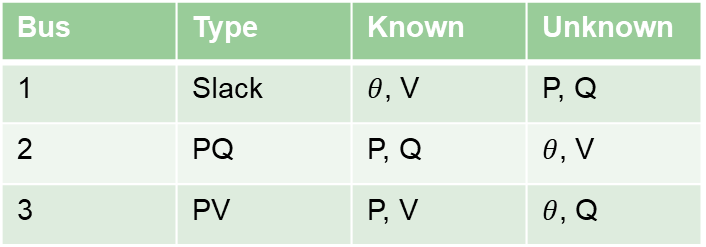 Bus Type Known Unknown
1 Slack 𝜃, V P, Q
2 PQ P, Q 𝜃, V
3 PV P, V 𝜃, Q